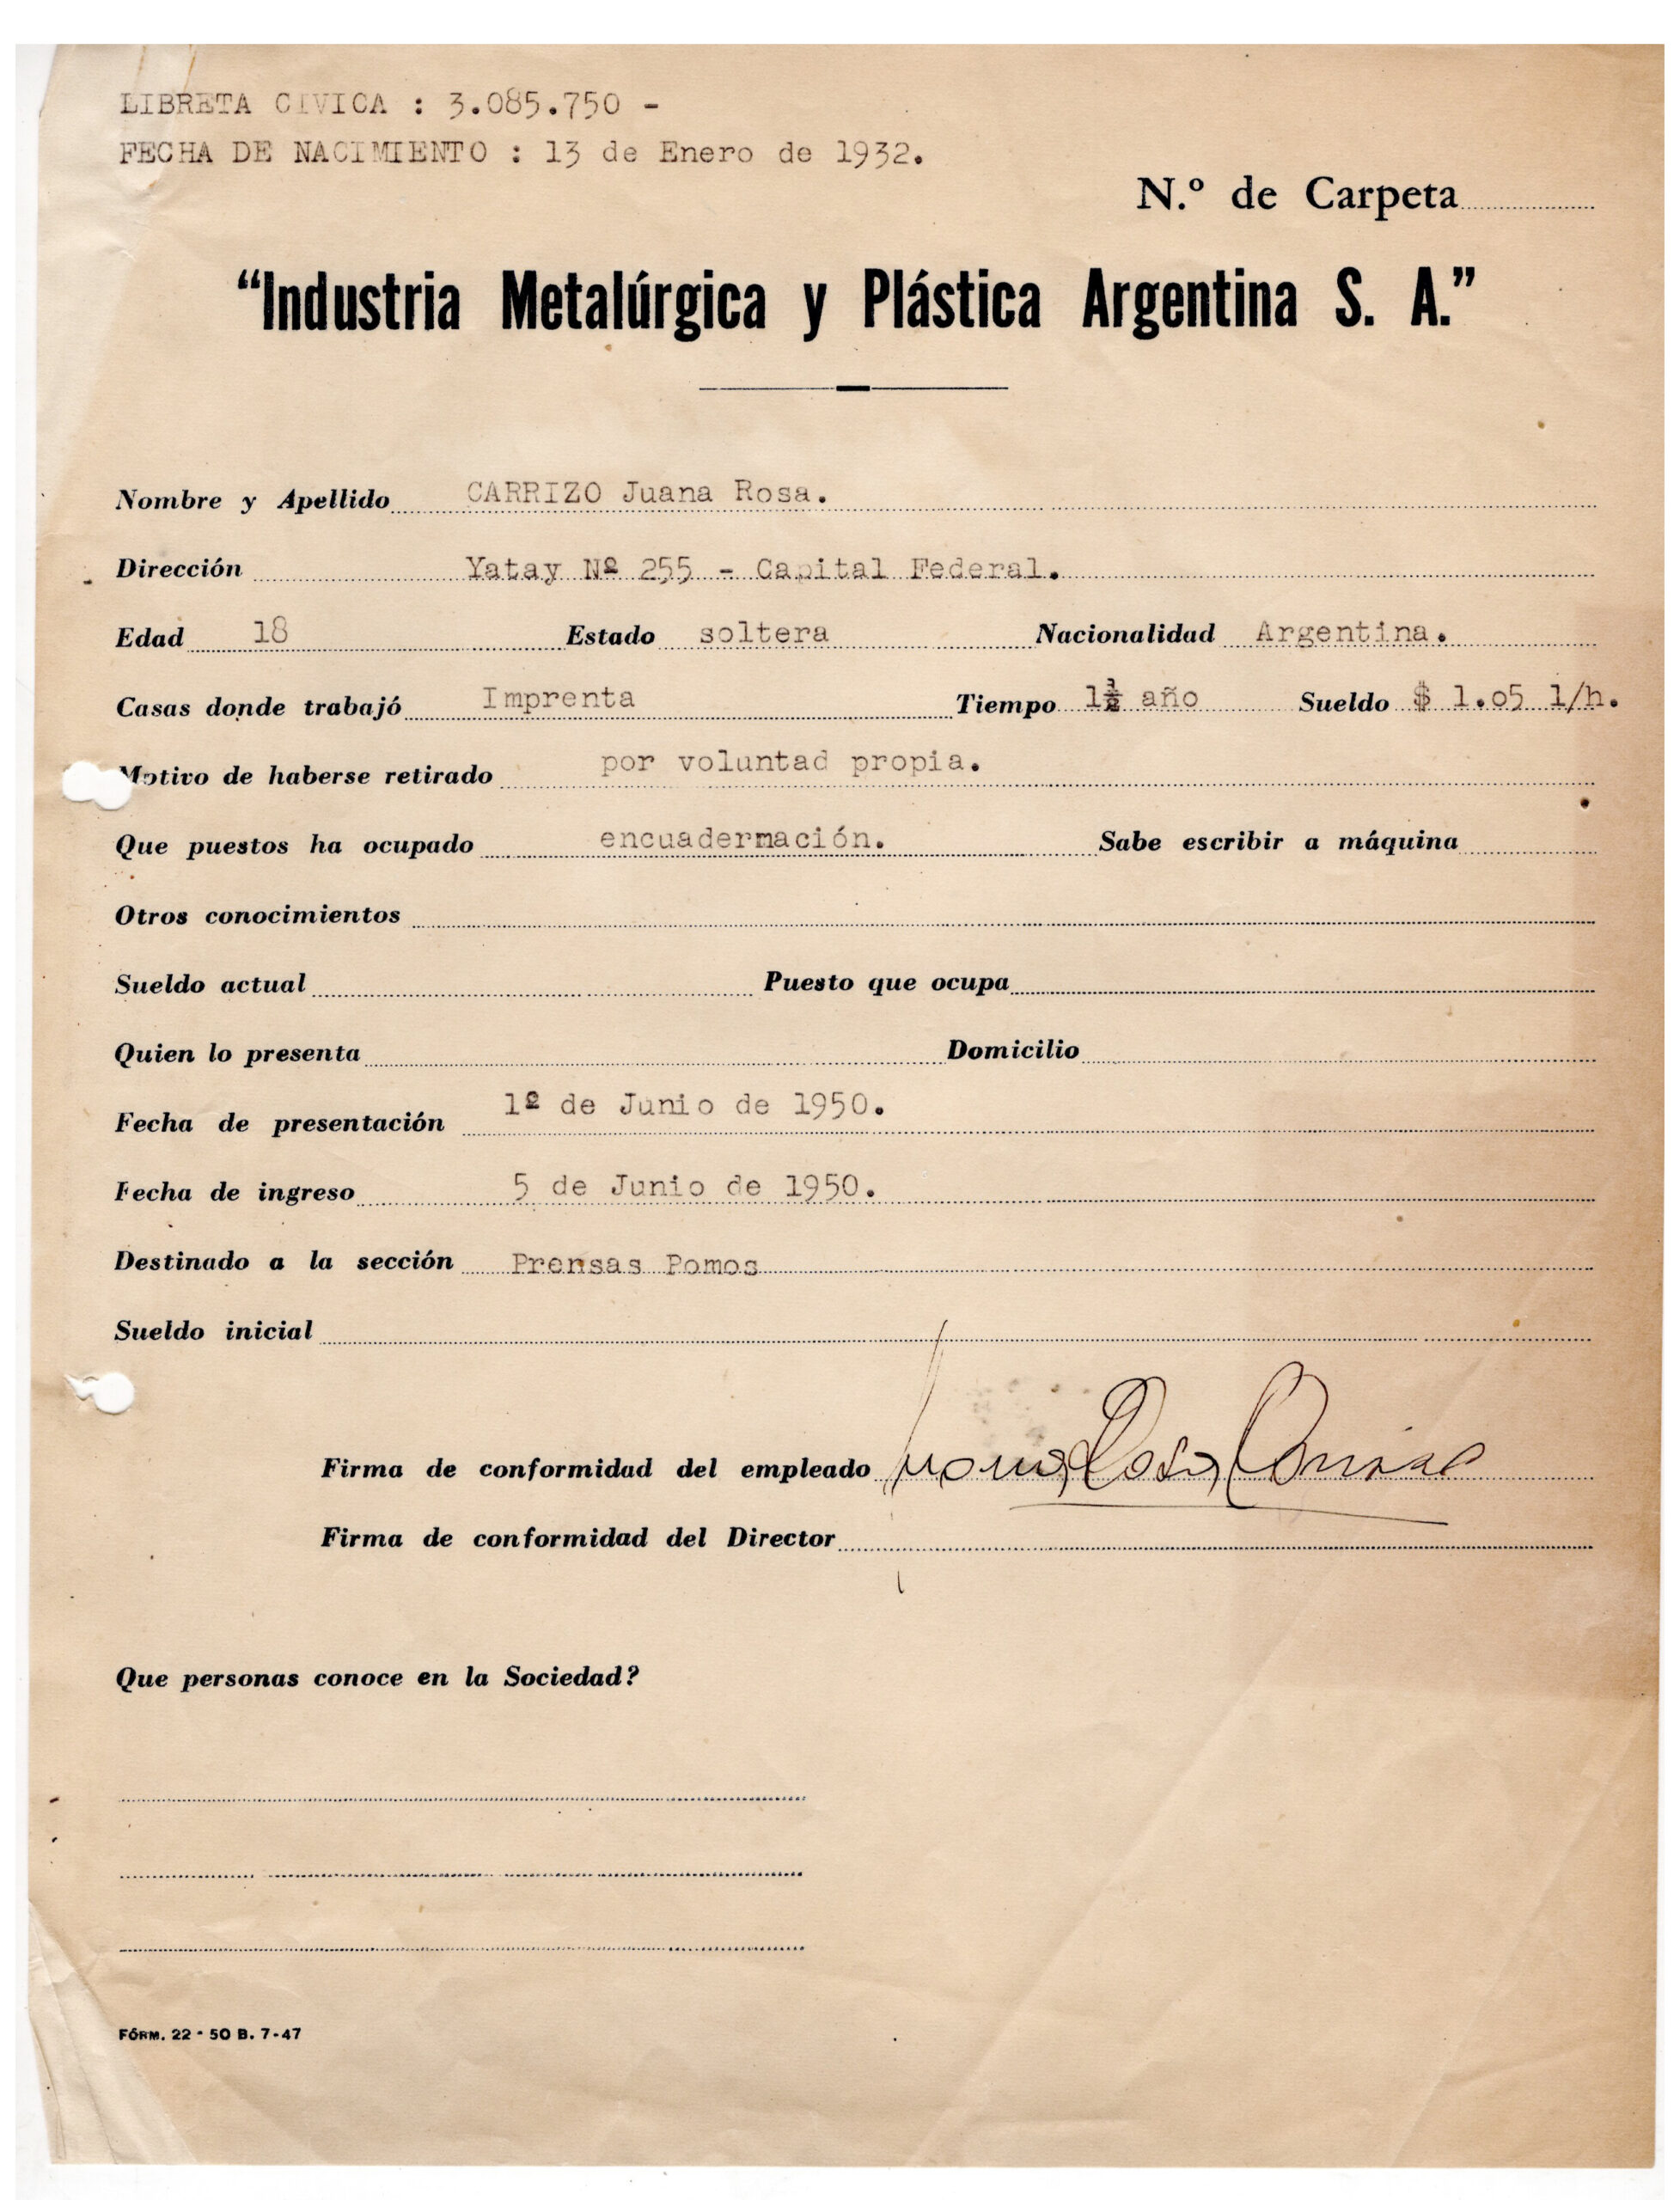 LIBRETA CIVICA : 3.085.750 -
FECHA DE NACIMIENTO : 13 de Enero de 1932.
N.º de Carpeta
“Industria Metalúrgica y Plástica Argentina S. A.”
Nombre y Apellido CARRIZO Juana Rosa.
Dirección Yatay Nº 255 - Capital Federal.
Edad 18 Estado soltera Nacionalidad Argentina.
Casas donde trabajó Imprenta Tiempo 1½ año Sueldo $ 1.05 1/h.
Motivo de haberse retirado por voluntad propia.
Que puestos ha ocupado encuadermación. Sabe escribir a máquina
Otros conocimientos
Sueldo actual Puesto que ocupa
Quien lo presenta Domicilio
Fecha de presentación 1º de Junio de 1950.
Fecha de ingreso 5 de Junio de 1950.
Destinado a la sección Prensas Pomos
Sueldo inicial
Firma de conformidad del empleado Juana Rosa Carrizo
Firma de conformidad del Director
Que personas conoce en la Sociedad?
FÓRM. 22 - 50 B. 7-47